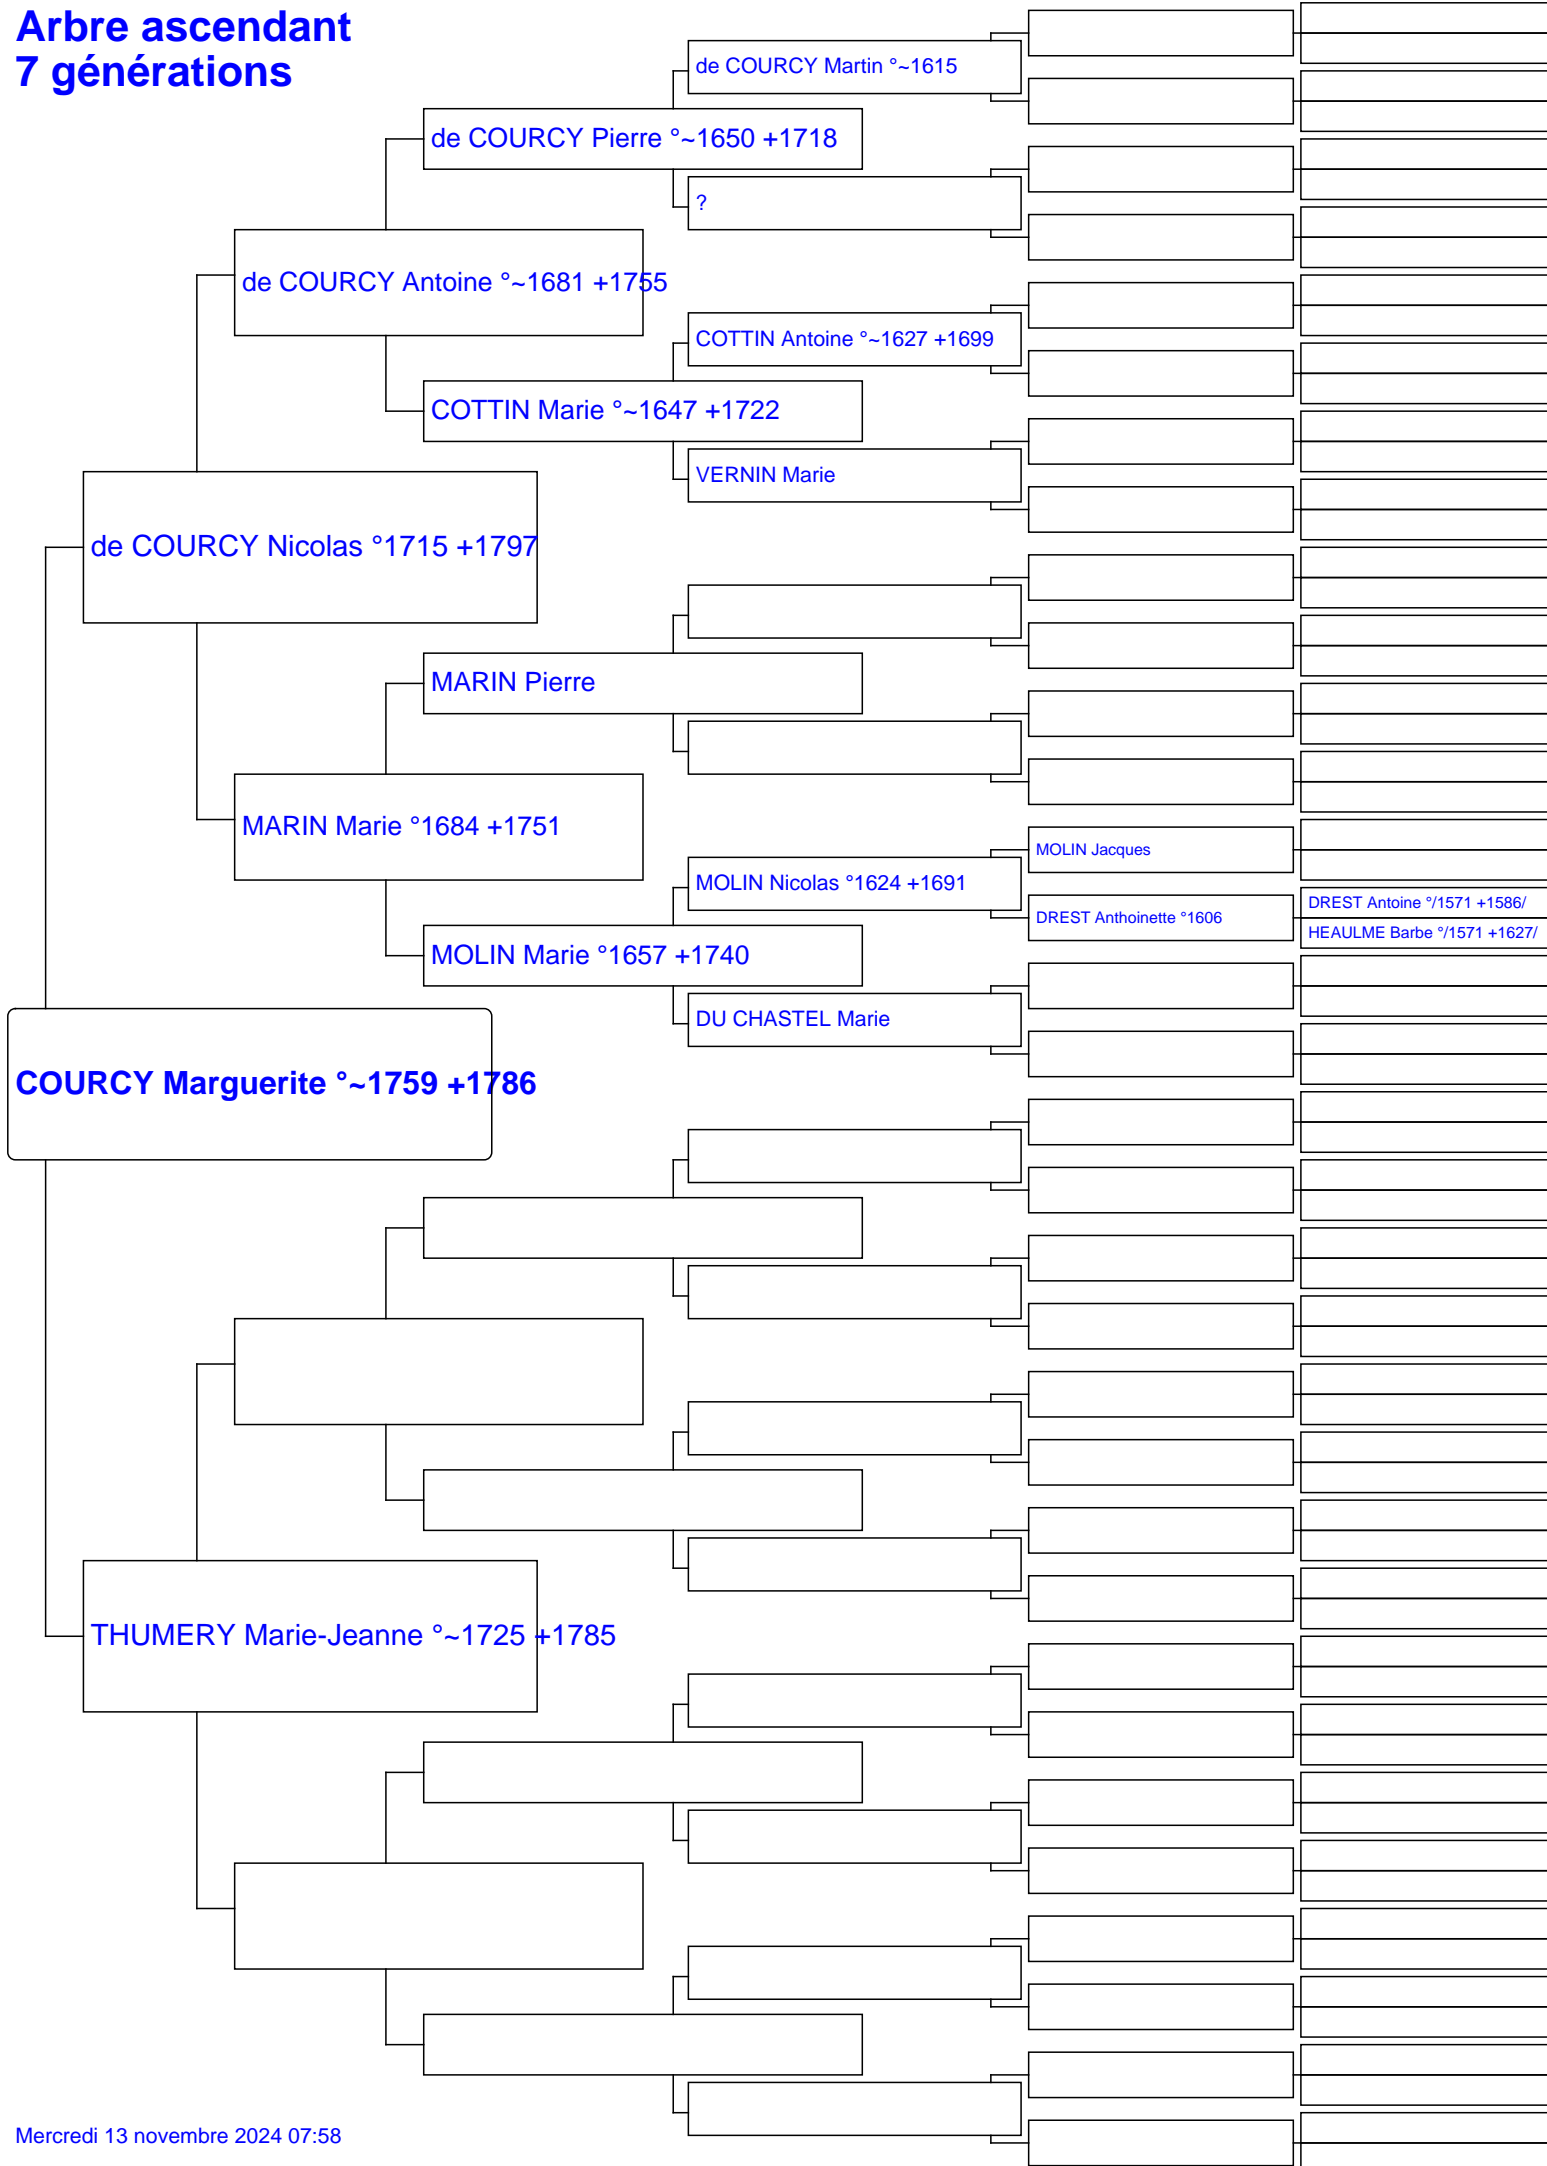 Arbre ascendant
7 générations
de COURCY Martin °~1615
de COURCY Pierre °~1650 +1718
?
de COURCY Antoine °~1681 +1755
COTTIN Antoine °~1627 +1699
COTTIN Marie °~1647 +1722
VERNIN Marie
de COURCY Nicolas °1715 +1797
MARIN Pierre
MARIN Marie °1684 +1751
MOLIN Jacques
MOLIN Nicolas °1624 +1691
DREST Antoine °/1571 +1586/
DREST Anthoinette °1606
HEAULME Barbe °/1571 +1627/
MOLIN Marie °1657 +1740
DU CHASTEL Marie
COURCY Marguerite °~1759 +1786
THUMERY Marie-Jeanne °~1725 +1785
Mercredi 13 novembre 2024 07:58